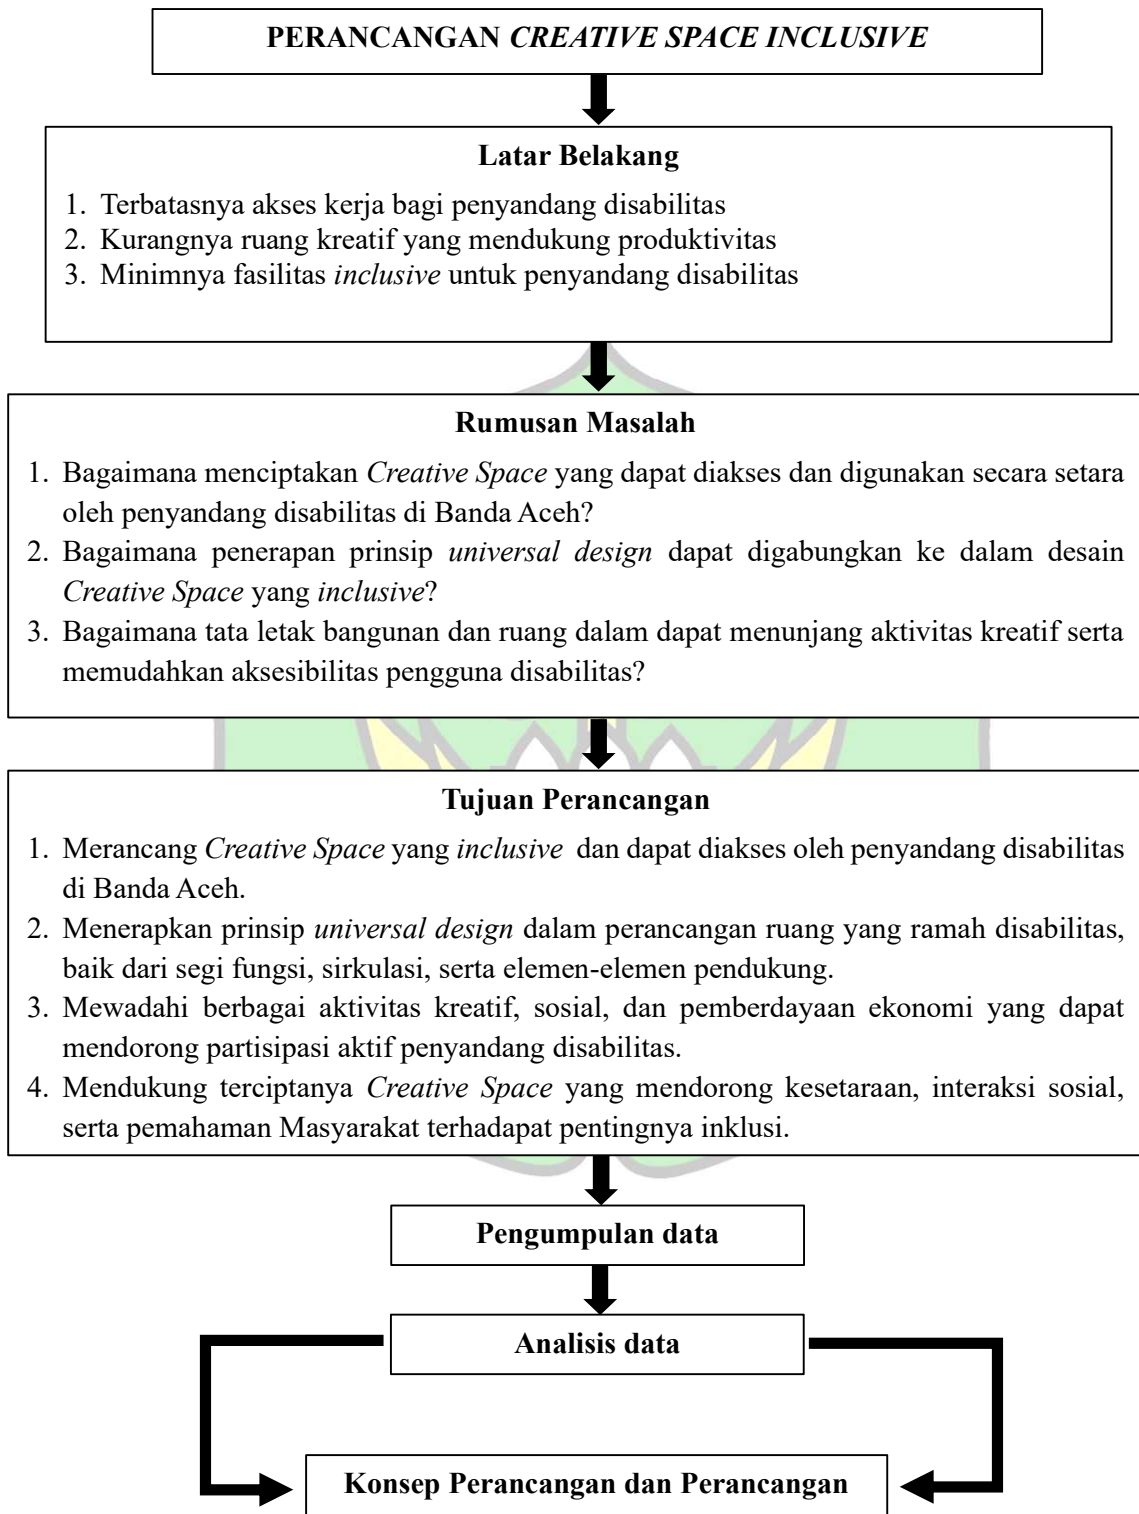 PERANCANGAN CREATIVE SPACE INCLUSIVE
Latar Belakang
1. Terbatasnya akses kerja bagi penyandang disabilitas
2. Kurangnya ruang kreatif yang mendukung produktivitas
3. Minimnya fasilitas inclusive untuk penyandang disabilitas
Rumusan Masalah
1. Bagaimana menciptakan Creative Space yang dapat diakses dan digunakan secara setara
oleh penyandang disabilitas di Banda Aceh?
2. Bagaimana penerapan prinsip universal design dapat digabungkan ke dalam desain
Creative Space yang inclusive?
3. Bagaimana tata letak bangunan dan ruang dalam dapat menunjang aktivitas kreatif serta
memudahkan aksesibilitas pengguna disabilitas?
Tujuan Perancangan
1. Merancang Creative Space yang inclusive dan dapat diakses oleh penyandang disabilitas
di Banda Aceh.
2. Menerapkan prinsip universal design dalam perancangan ruang yang ramah disabilitas,
baik dari segi fungsi, sirkulasi, serta elemen-elemen pendukung.
3. Mewadahi berbagai aktivitas kreatif, sosial, dan pemberdayaan ekonomi yang dapat
mendorong partisipasi aktif penyandang disabilitas.
4. Mendukung terciptanya Creative Space yang mendorong kesetaraan, interaksi sosial,
serta pemahaman Masyarakat terhadapat pentingnya inklusi.
Pengumpulan data
Analisis data
Konsep Perancangan dan Perancangan